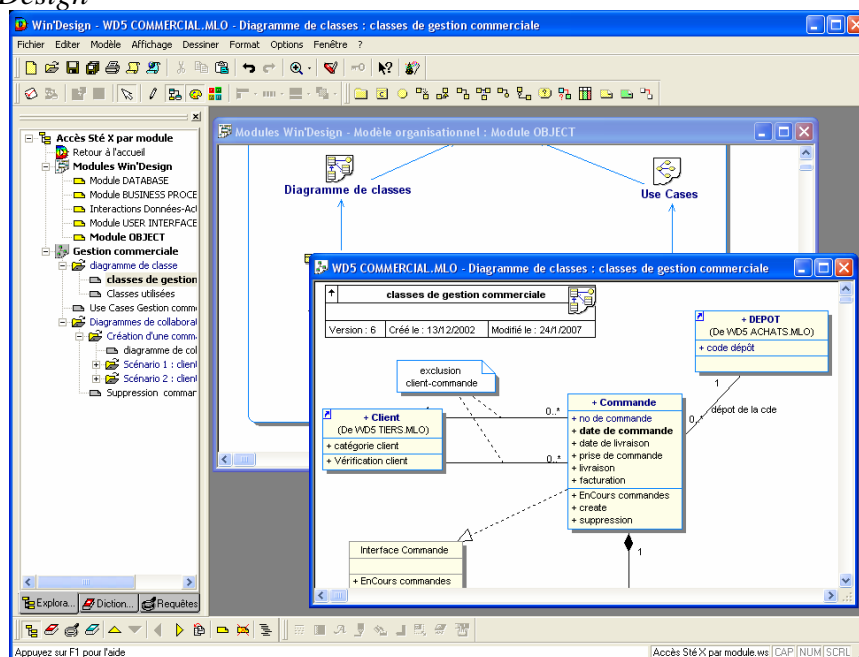 Design
Win'Design - WD5 COMMERCIAL.MLO - Diagramme de classes : classes de gestion commerciale
Fichier Editer Modèle Affichage Dessiner Format Options Fenêtre ?
Accès Sté X par module
Retour à l'accueil
Modules Win'Design
Module DATABASE
Module BUSINESS PROCE
Interactions Données-Act
Module USER INTERFACE
Module OBJECT
Gestion commerciale
diagramme de classe
classes de gestion
Classes utilisées
Use Cases Gestion comm
Diagrammes de collaborat
Création d'une comm
diagramme de col
Scénario 1 : client
Scénario 2 : client
Suppression comman
Explora...
Diction...
Requêtes
Modules Win'Design - Modèle organisationnel : Module OBJECT
Diagramme de classes
Use Cases
WD5 COMMERCIAL.MLO - Diagramme de classes : classes de gestion commerciale
classes de gestion commerciale
Version : 6
Créé le : 13/12/2002
Modifié le : 24/1/2007
+ DEPOT
(De WD5 ACHATS.MLO)
+ code dépôt
1
0..*
dépot de la cde
exclusion
client-commande
+ Client
(De WD5 TIERS.MLO)
+ catégorie client
+ Vérification client
0..*
0..*
+ Commande
+ no de commande
+ date de commande
+ date de livraison
+ prise de commande
+ livraison
+ facturation
+ EnCours commandes
+ create
+ suppression
1
Interface Commande
+ EnCours commandes
Appuyez sur F1 pour l'aide
Accès Sté X par module.ws
CAP
NUM
SCRL